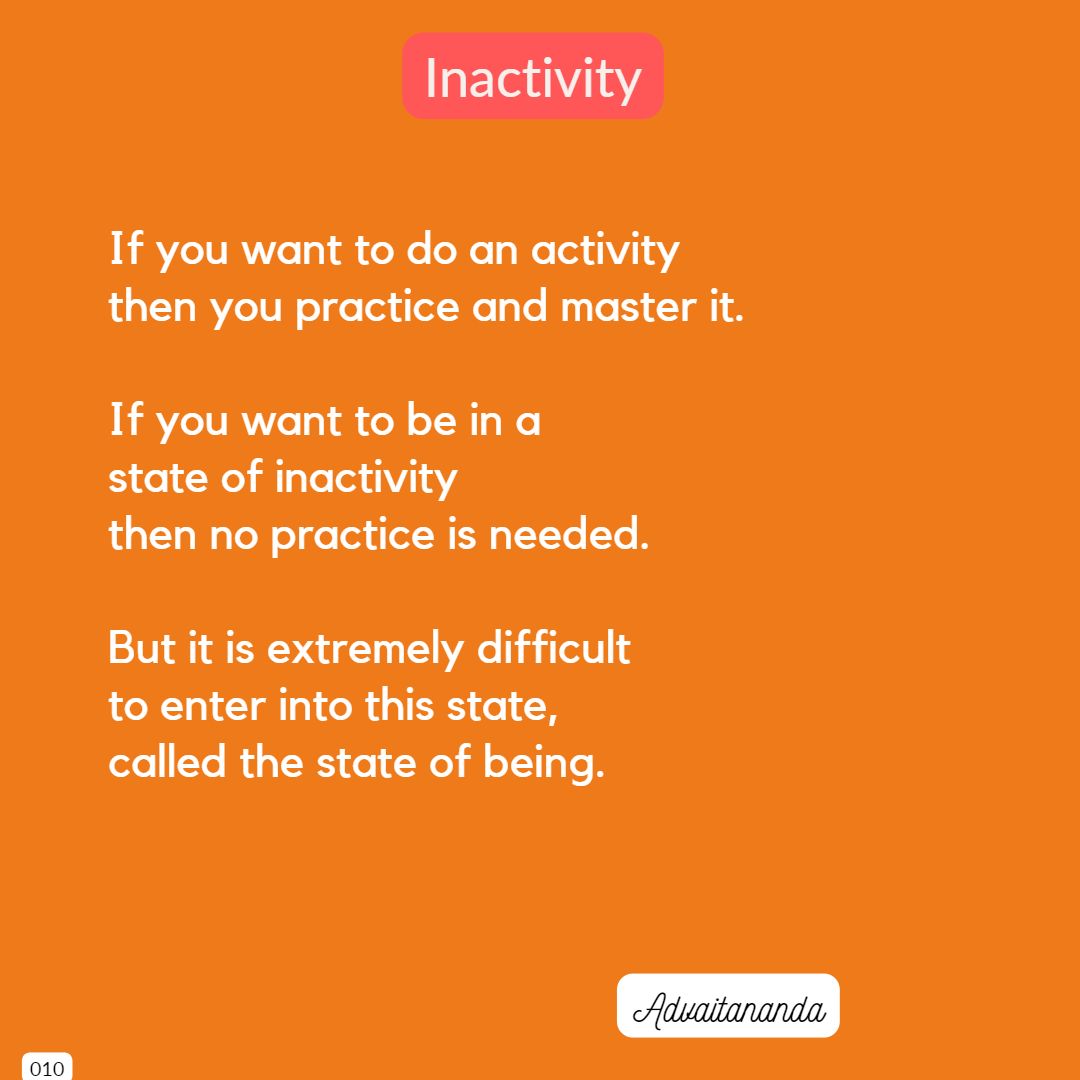 Inactivity
If you want to do an activity
then you practice and master it.
If you want to be in a
state of inactivity
then no practice is needed.
But it is extremely difficult
to enter into this state,
called the state of being.
Advaitananda
010